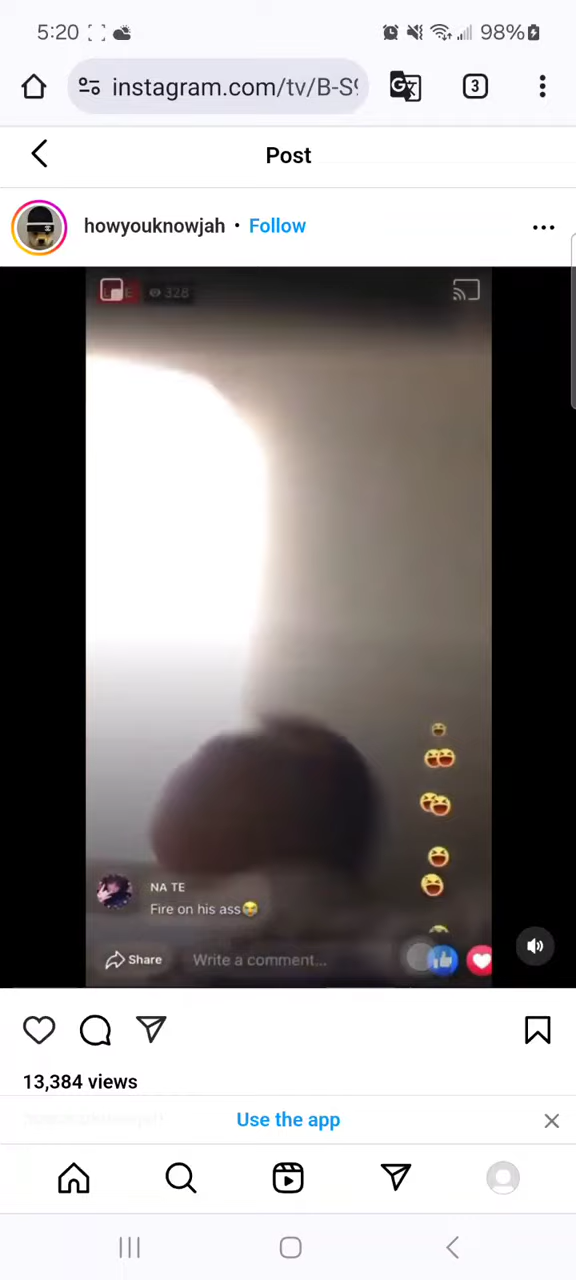 5:20
98%
instagram.com/tv/B-S9
3
Post
howyouknowjah • Follow
328
NA TE
Fire on his ass😭
Share
Write a comment...
13,384 views
Use the app